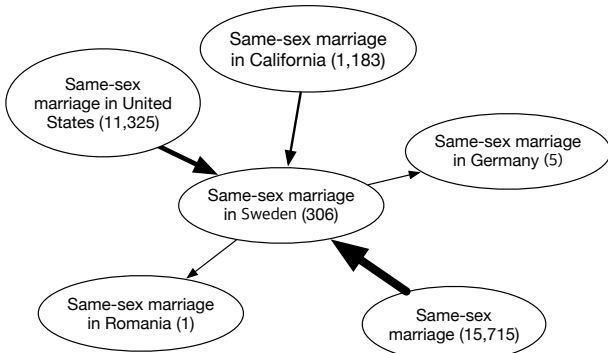 Same-sex marriage
in California (1,183)
Same-sex
marriage in United
States (11,325)
Same-sex marriage
in Germany (5)
Same-sex marriage
in Sweden (306)
Same-sex marriage
in Romania (1)
Same-sex
marriage (15,715)